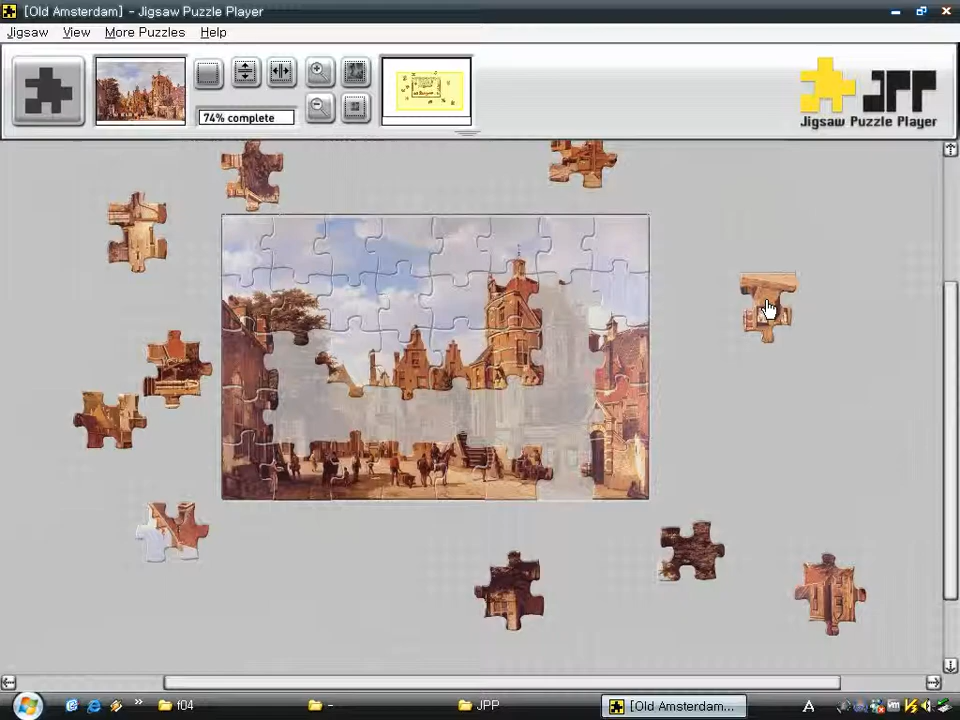 [Old Amsterdam] - Jigsaw Puzzle Player
Jigsaw View More Puzzles Help
74% complete
JPP
Jigsaw Puzzle Player
f04
-
JPP
[Old Amsterdam...
A